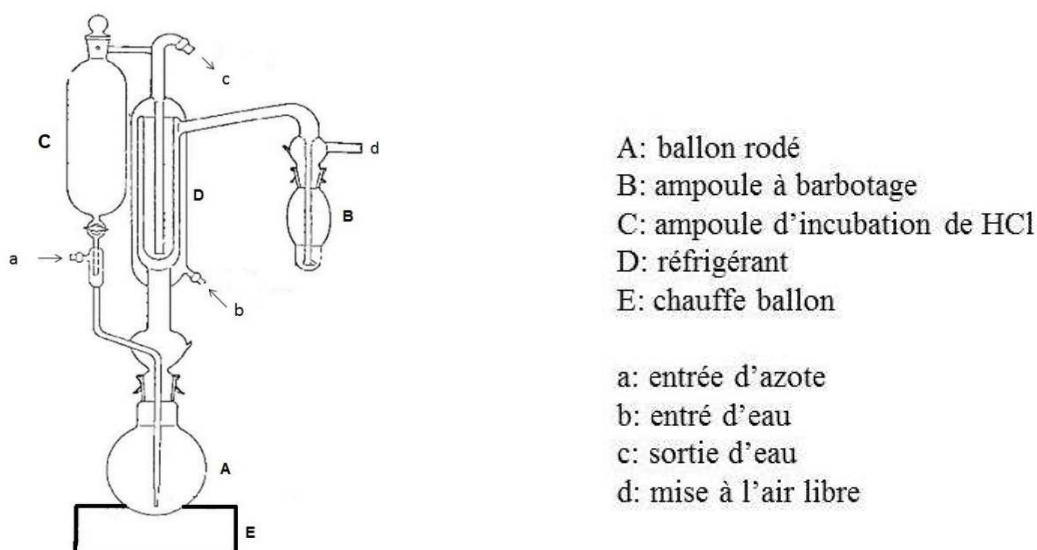 c
C
D
d
B
a
b
A
E
A: ballon rodé
B: ampoule à barbotage
C: ampoule d’incubation de HCl
D: réfrigérant
E: chauffe ballon
a: entrée d’azote
b: entré d’eau
c: sortie d’eau
d: mise à l’air libre